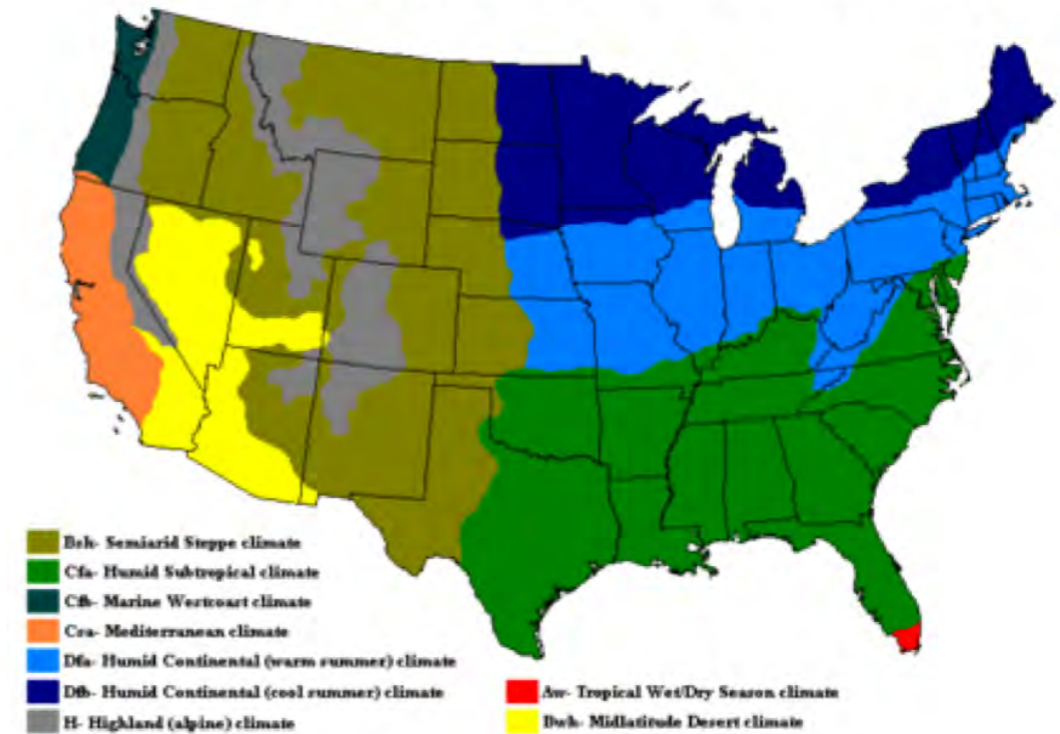 Bsk- Semiarid Steppe climate
Cfa- Humid Subtropical climate
Cfb- Marine Westcoast climate
Csa- Mediterranean climate
Dfa- Humid Continental (warm summer) climate
Dfb- Humid Continental (cool summer) climate
H- Highland (alpine) climate
Aw- Tropical Wet/Dry Season climate
Bwh- Midlatitude Desert climate